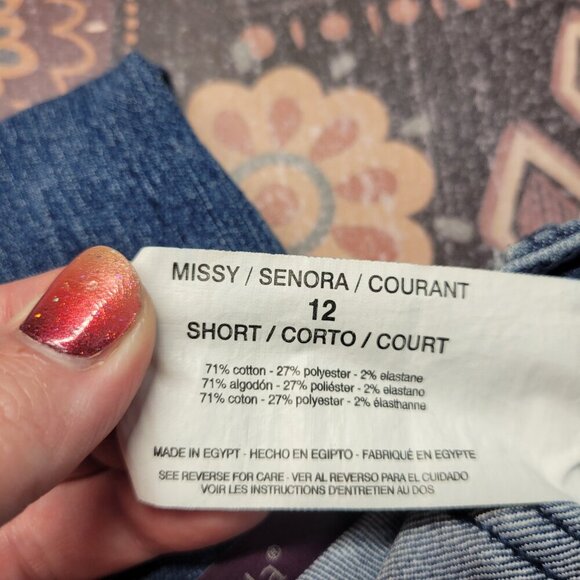 MISSY / SENORA / COURANT
12
SHORT / CORTO / COURT
71% cotton - 27% polyester - 2% elastane
71% algodón - 27% poliéster - 2% elastano
71% coton - 27% polyester - 2% élasthanne
MADE IN EGYPT - HECHO EN EGIPTO - FABRIQUÉ EN EGYPTE
SEE REVERSE FOR CARE - VER AL REVERSO PARA EL CUIDADO
VOIR LES INSTRUCTIONS D'ENTRETIEN AU DOS